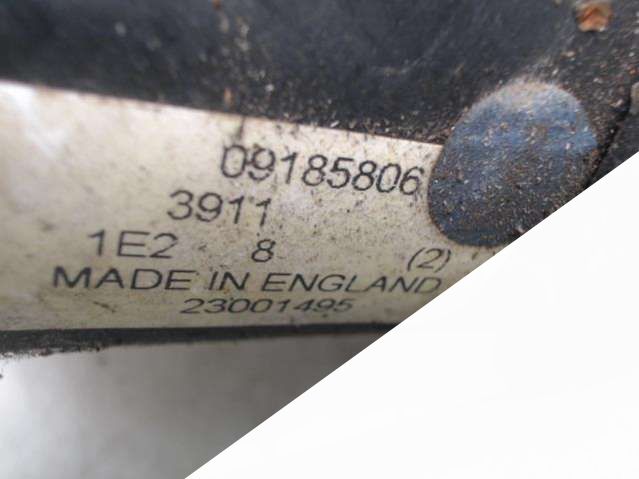 09185806
3911
1E2 8 (2)
MADE IN ENGLAND
23001495